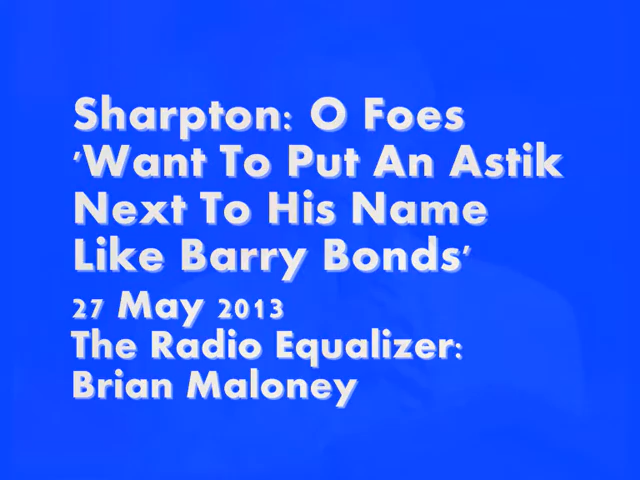 Sharpton: O Foes
'Want To Put An Astik
Next To His Name
Like Barry Bonds'
27 May 2013
The Radio Equalizer:
Brian Maloney